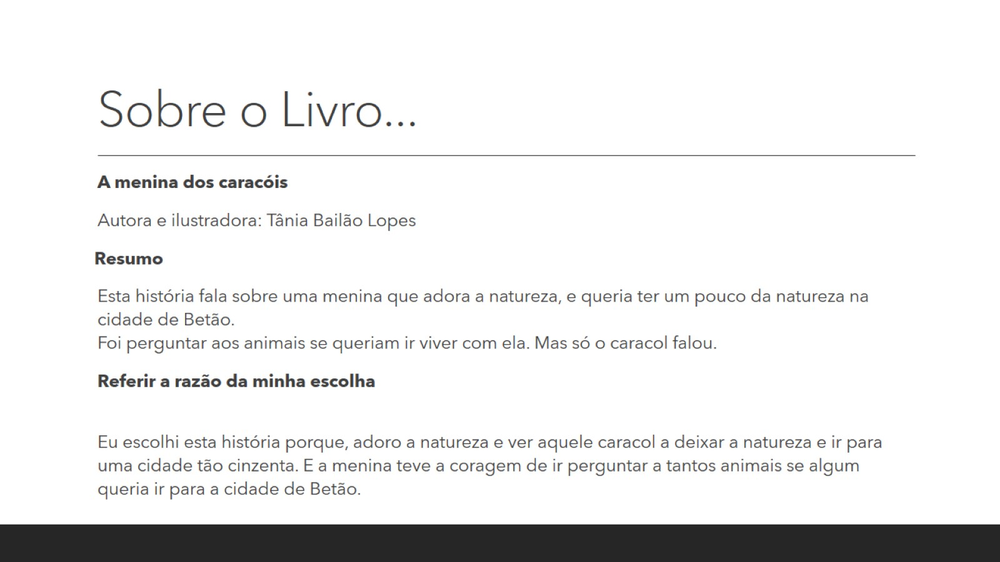 Sobre o Livro...
A menina dos caracóis
Autora e ilustradora: Tânia Bailão Lopes
Resumo
Esta história fala sobre uma menina que adora a natureza, e queria ter um pouco da natureza na
cidade de Betão.
Foi perguntar aos animais se queriam ir viver com ela. Mas só o caracol falou.
Referir a razão da minha escolha
Eu escolhi esta história porque, adoro a natureza e ver aquele caracol a deixar a natureza e ir para
uma cidade tão cinzenta. E a menina teve a coragem de ir perguntar a tantos animais se algum
queria ir para a cidade de Betão.